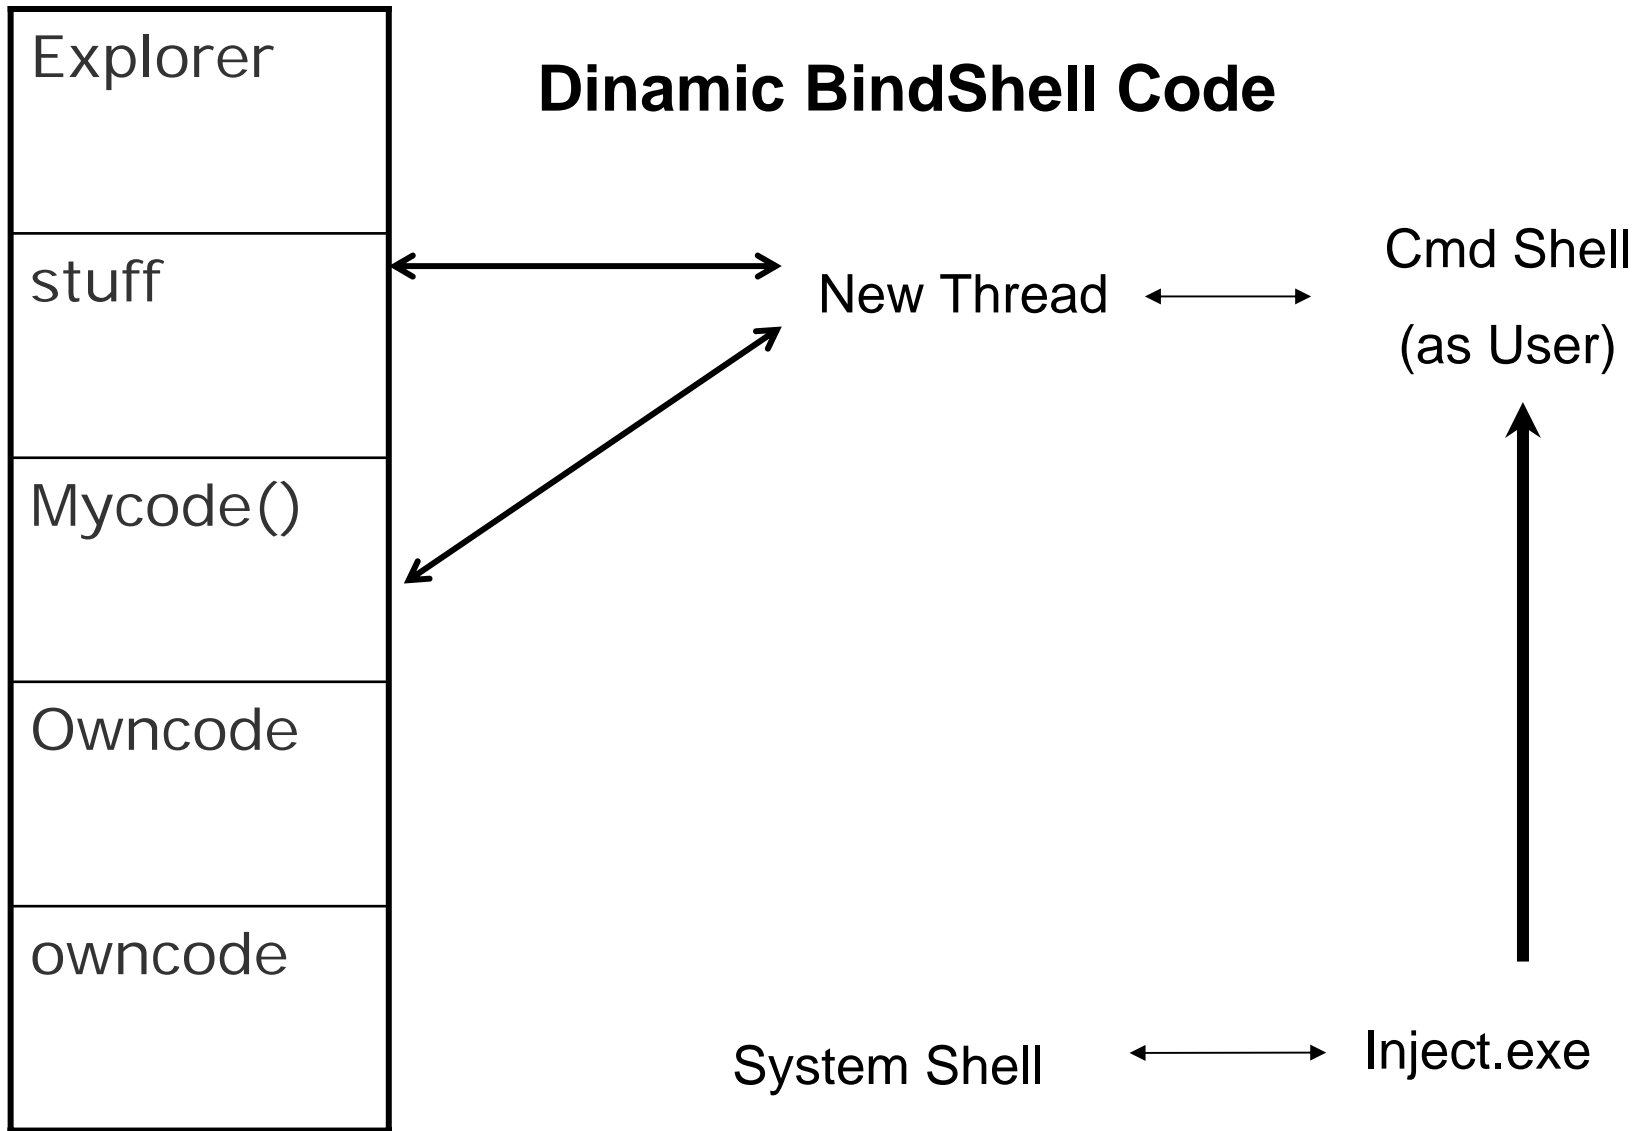 Explorer
Dinamic BindShell Code
stuff
New Thread
Cmd Shell
(as User)
Mycode()
Owncode
owncode
System Shell
Inject.exe